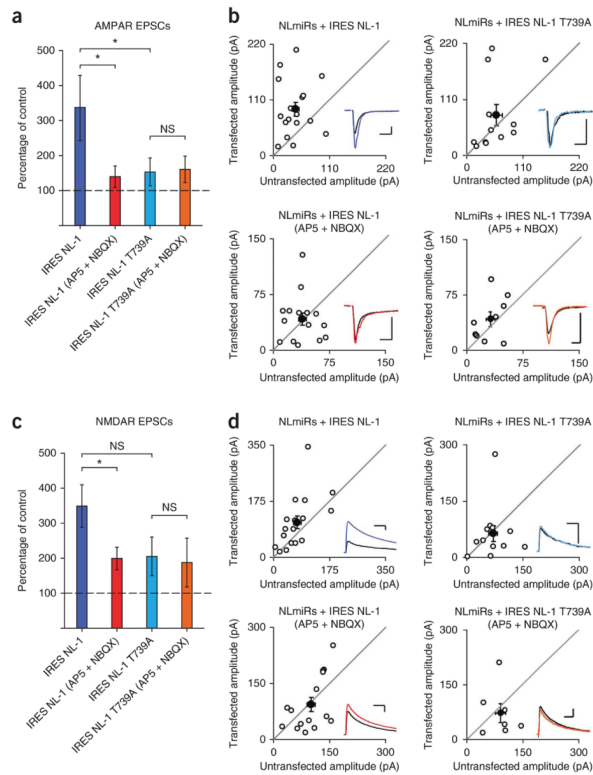 a
AMPAR EPSCs
Percentage of control
500
400
300
200
100
*
*
NS
IRES NL-1
IRES NL-1 (AP5 + NBQX)
IRES NL-1 T739A
IRES NL-1 T739A (AP5 + NBQX)
b
NLmiRs + IRES NL-1
Transfected amplitude (pA)
220
110
0
0 110 220
Untransfected amplitude (pA)
NLmiRs + IRES NL-1 T739A
Transfected amplitude (pA)
220
110
0
0 110 220
Untransfected amplitude (pA)
NLmiRs + IRES NL-1
(AP5 + NBQX)
Transfected amplitude (pA)
150
75
0
0 75 150
Untransfected amplitude (pA)
NLmiRs + IRES NL-1 T739A
(AP5 + NBQX)
Transfected amplitude (pA)
150
75
0
0 75 150
Untransfected amplitude (pA)
c
NMDAR EPSCs
Percentage of control
500
400
300
200
100
NS
*
NS
IRES NL-1
IRES NL-1 (AP5 + NBQX)
IRES NL-1 T739A
IRES NL-1 T739A (AP5 + NBQX)
d
NLmiRs + IRES NL-1
Transfected amplitude (pA)
350
175
0
0 175 350
Untransfected amplitude (pA)
NLmiRs + IRES NL-1 T739A
Transfected amplitude (pA)
300
150
0
0 150 300
Untransfected amplitude (pA)
NLmiRs + IRES NL-1
(AP5 + NBQX)
Transfected amplitude (pA)
300
150
0
0 150 300
Untransfected amplitude (pA)
NLmiRs + IRES NL-1 T739A
(AP5 + NBQX)
Transfected amplitude (pA)
300
150
0
0 150 300
Untransfected amplitude (pA)